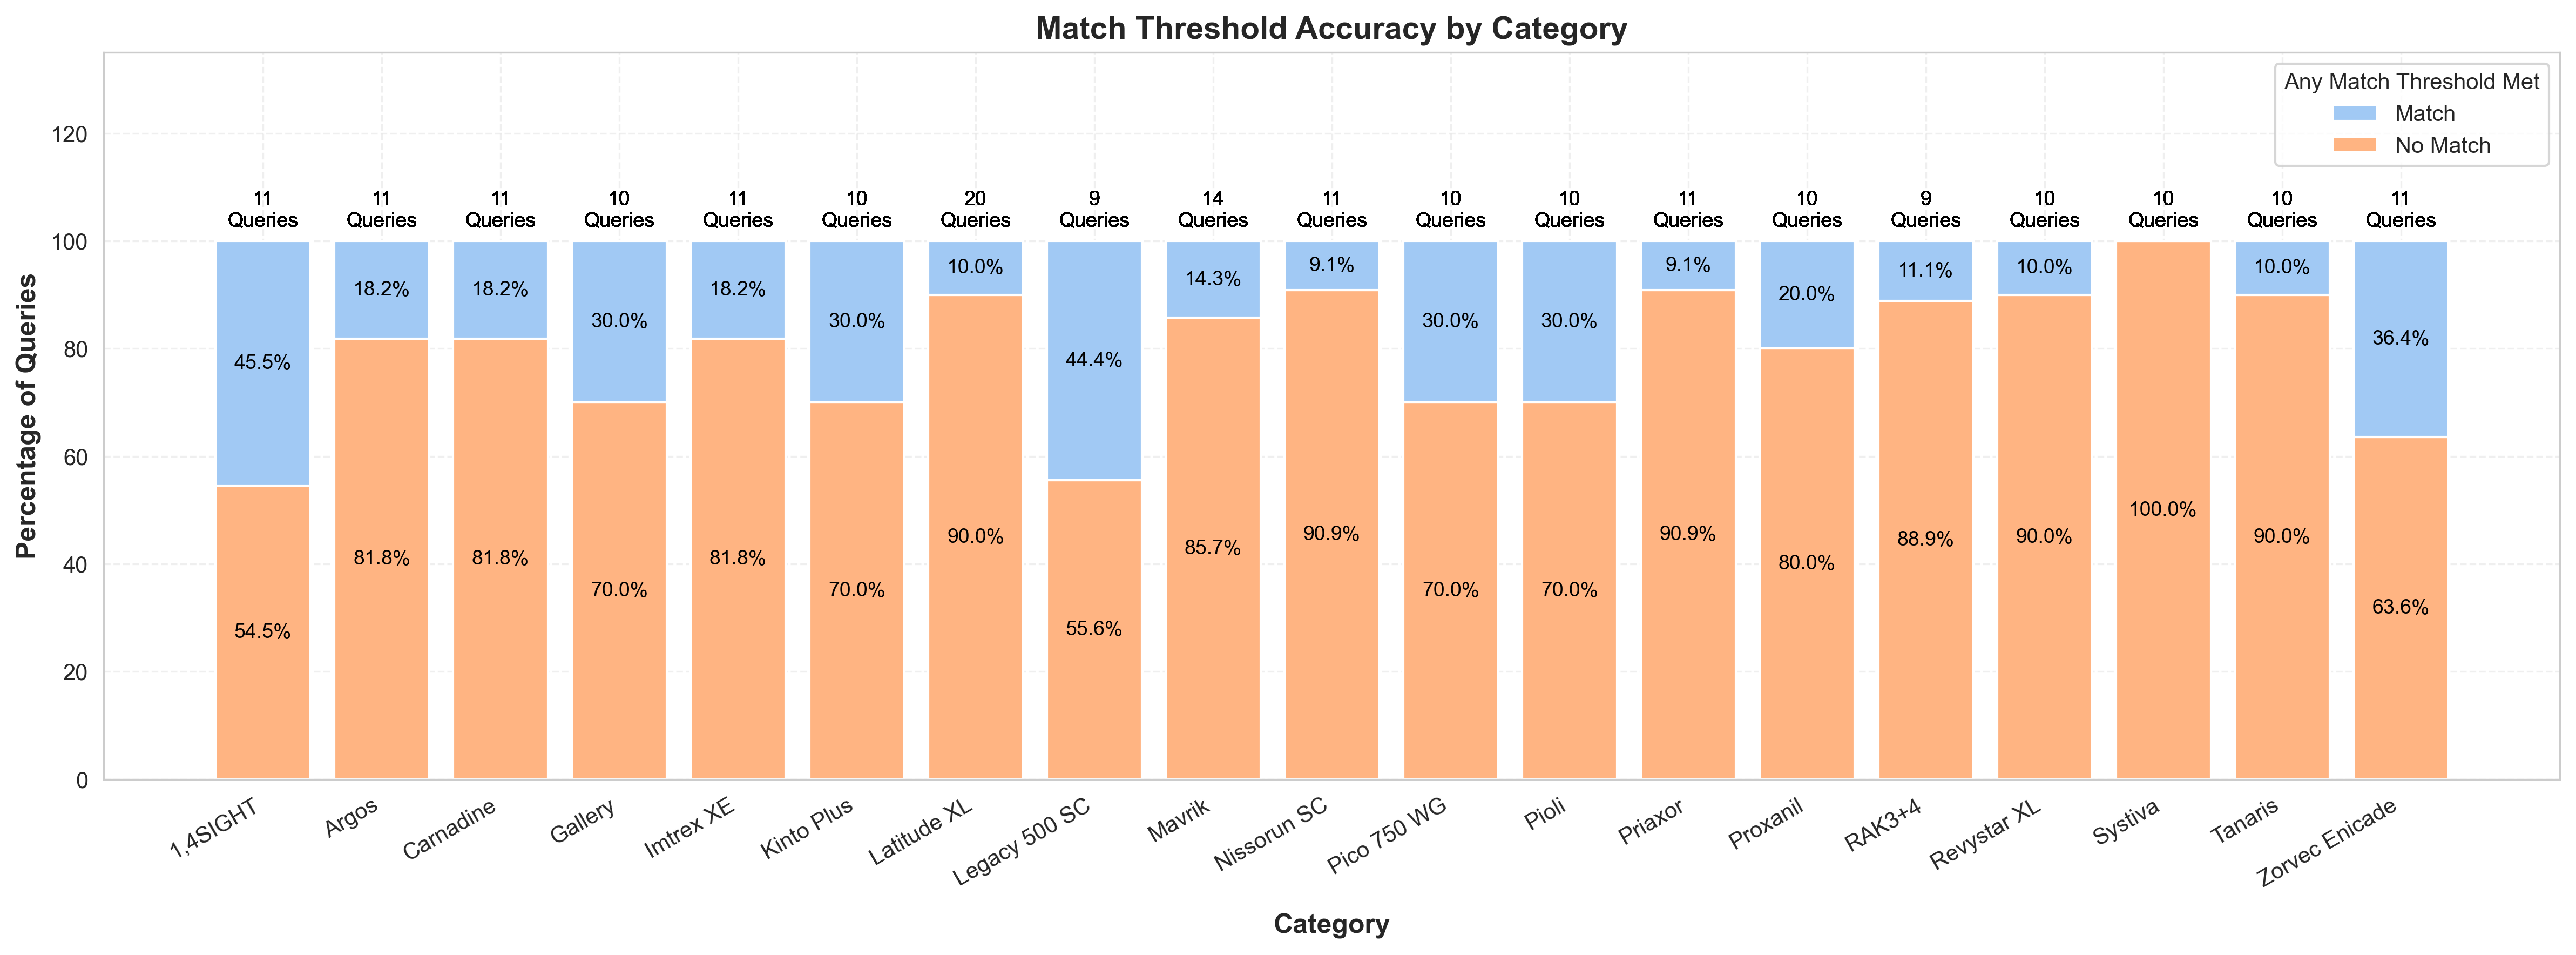 Match Threshold Accuracy by Category
Any Match Threshold Met
Match
No Match
Percentage of Queries
120
100
80
60
40
20
0
11
Queries
11
Queries
11
Queries
10
Queries
11
Queries
10
Queries
20
Queries
9
Queries
14
Queries
11
Queries
10
Queries
10
Queries
11
Queries
10
Queries
9
Queries
10
Queries
10
Queries
10
Queries
11
Queries
45.5%
18.2%
18.2%
30.0%
18.2%
30.0%
10.0%
44.4%
14.3%
9.1%
30.0%
30.0%
9.1%
20.0%
11.1%
10.0%
10.0%
36.4%
54.5%
81.8%
81.8%
70.0%
81.8%
70.0%
90.0%
55.6%
85.7%
90.9%
70.0%
70.0%
90.9%
80.0%
88.9%
90.0%
100.0%
90.0%
63.6%
1,4SIGHT
Argos
Carnadine
Gallery
Imtrex XE
Kinto Plus
Latitude XL
Legacy 500 SC
Mavrik
Nissorun SC
Pico 750 WG
Pioli
Priaxor
Proxanil
RAK3+4
Revystar XL
Systiva
Tanaris
Zorvec Enicade
Category